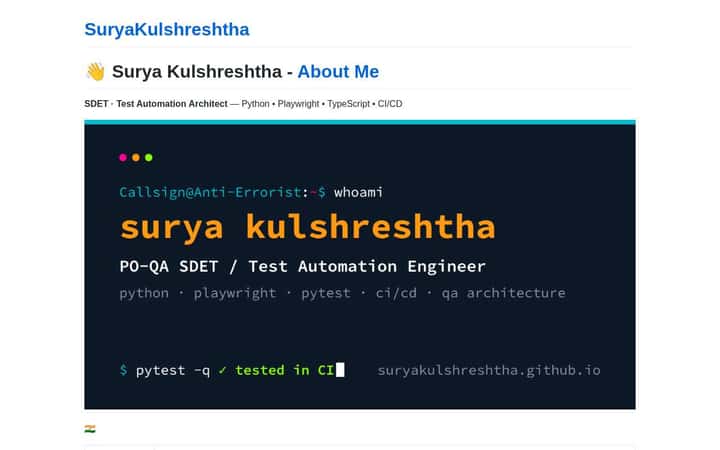 SuryaKulshreshtha
👋 Surya Kulshreshtha - About Me
SDET · Test Automation Architect — Python • Playwright • TypeScript • CI/CD
Callsign@Anti-Errorist:~$ whoami
surya kulshreshtha
PO-QA SDET / Test Automation Engineer
python · playwright · pytest · ci/cd · qa architecture
$ pytest -q ✓ tested in CI suryakulshreshtha.github.io